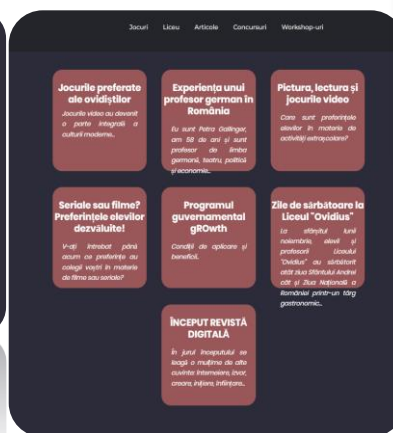 Jocuri Liceu Articole Concursuri Workshop-uri
Jocurile preferate
ale ovidiștilor
Jocurile video au devenit
o parte integrală a
culturii moderne...
Experiența unui
profesor german în
România
Eu sunt Petra Gallinger,
am 58 de ani și sunt
profesor de limba
germană, teatru, politică
și economie...
Pictura, lectura și
jocurile video
Care sunt preferințele
elevilor în materie de
activități extrașcolare?
Seriale sau filme?
Preferințele elevilor
dezvăluite!
V-ați întrebat până
acum ce preferințe au
colegii voștri în materie
de filme sau seriale?
Programul
guvernamental
gROwth
Condiții de aplicare și
beneficii.
Zile de sărbătoare la
Liceul "Ovidius"
La sfârșitul lunii
noiembrie, elevii și
profesorii Liceului
"Ovidius" au sărbătorit
atât ziua Sfântului Andrei
cât și Ziua Națională a
României printr-un târg
gastronomic...
ÎNCEPUT REVISTĂ
DIGITALĂ
În jurul începutului se
leagă o mulțime de alte
cuvinte: întemeiere, izvor,
creare, inițiere, înființare...